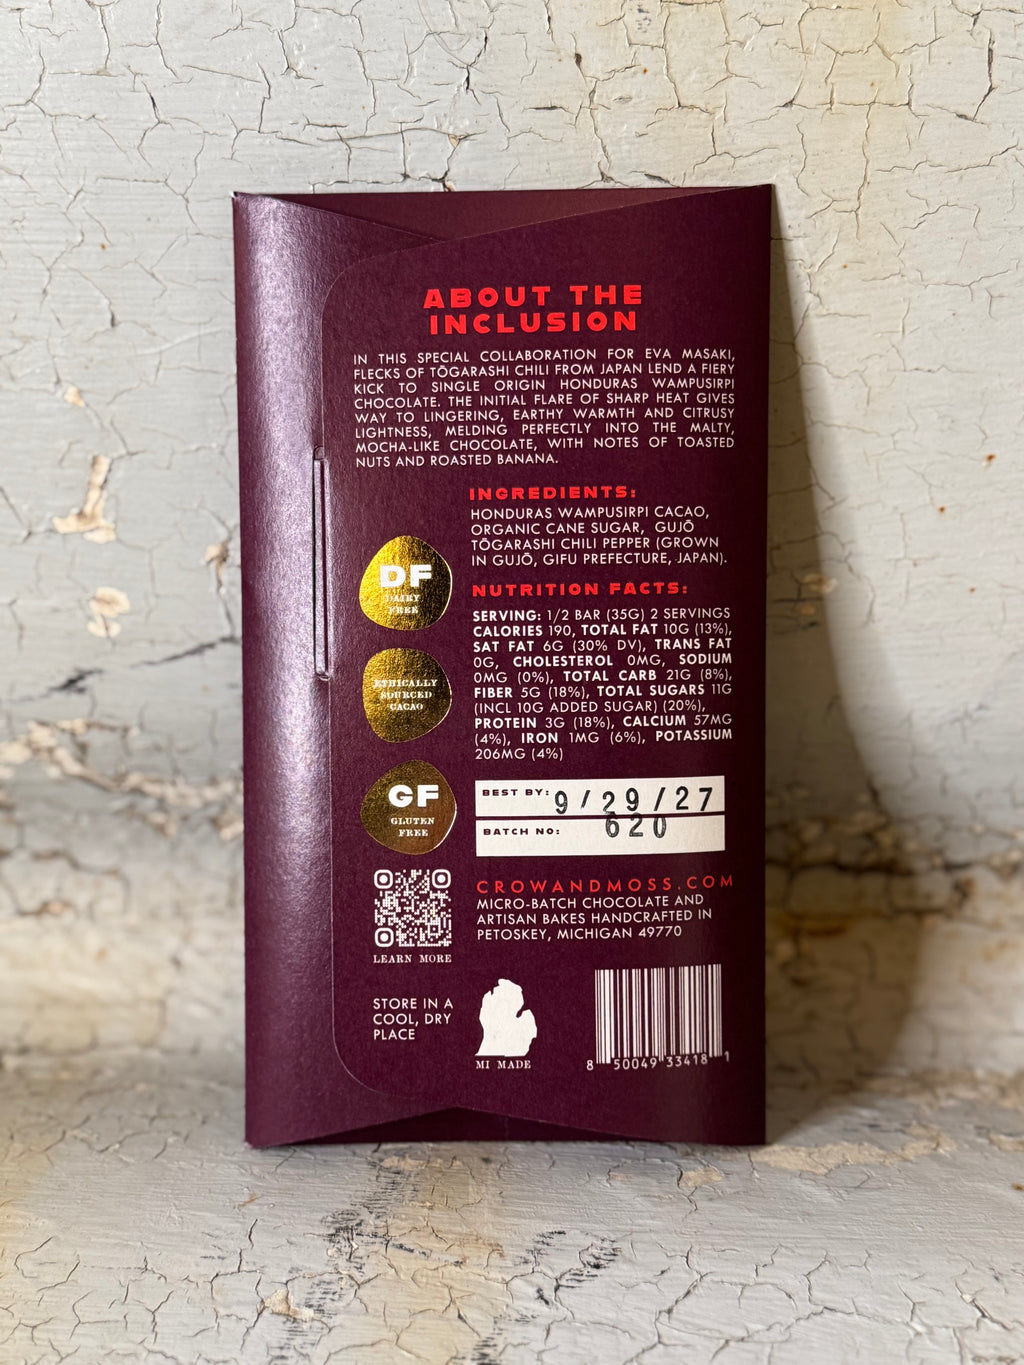 ABOUT THE
INCLUSION
IN THIS SPECIAL COLLABORATION FOR EVA MASAKI,
FLECKS OF TŌGARASHI CHILI FROM JAPAN LEND A FIERY
KICK TO SINGLE ORIGIN HONDURAS WAMPUSIRPI
CHOCOLATE. THE INITIAL FLARE OF SHARP HEAT GIVES
WAY TO LINGERING, EARTHY WARMTH AND CITRUSY
LIGHTNESS, MELDING PERFECTLY INTO THE MALTY,
MOCHA-LIKE CHOCOLATE, WITH NOTES OF TOASTED
NUTS AND ROASTED BANANA.
INGREDIENTS:
HONDURAS WAMPUSIRPI CACAO,
ORGANIC CANE SUGAR, GUJŌ
TŌGARASHI CHILI PEPPER (GROWN
IN GUJŌ, GIFU PREFECTURE, JAPAN).
DF
DAIRY
FREE
ETHICALLY
SOURCED
CACAO
GF
GLUTEN
FREE
NUTRITION FACTS:
SERVING: 1/2 BAR (35G) 2 SERVINGS
CALORIES 190, TOTAL FAT 10G (13%),
SAT FAT 6G (30% DV), TRANS FAT
0G, CHOLESTEROL 0MG, SODIUM
0MG (0%), TOTAL CARB 21G (8%),
FIBER 5G (18%), TOTAL SUGARS 11G
(INCL 10G ADDED SUGAR) (20%),
PROTEIN 3G (18%), CALCIUM 57MG
(4%), IRON 1MG (6%), POTASSIUM
206MG (4%)
BEST BY: 9/29/27
BATCH NO: 620
CROWANDMOSS.COM
MICRO-BATCH CHOCOLATE AND
ARTISAN BAKES HANDCRAFTED IN
PETOSKEY, MICHIGAN 49770
LEARN MORE
STORE IN A
COOL, DRY
PLACE
MI MADE
8 50049 33418 1